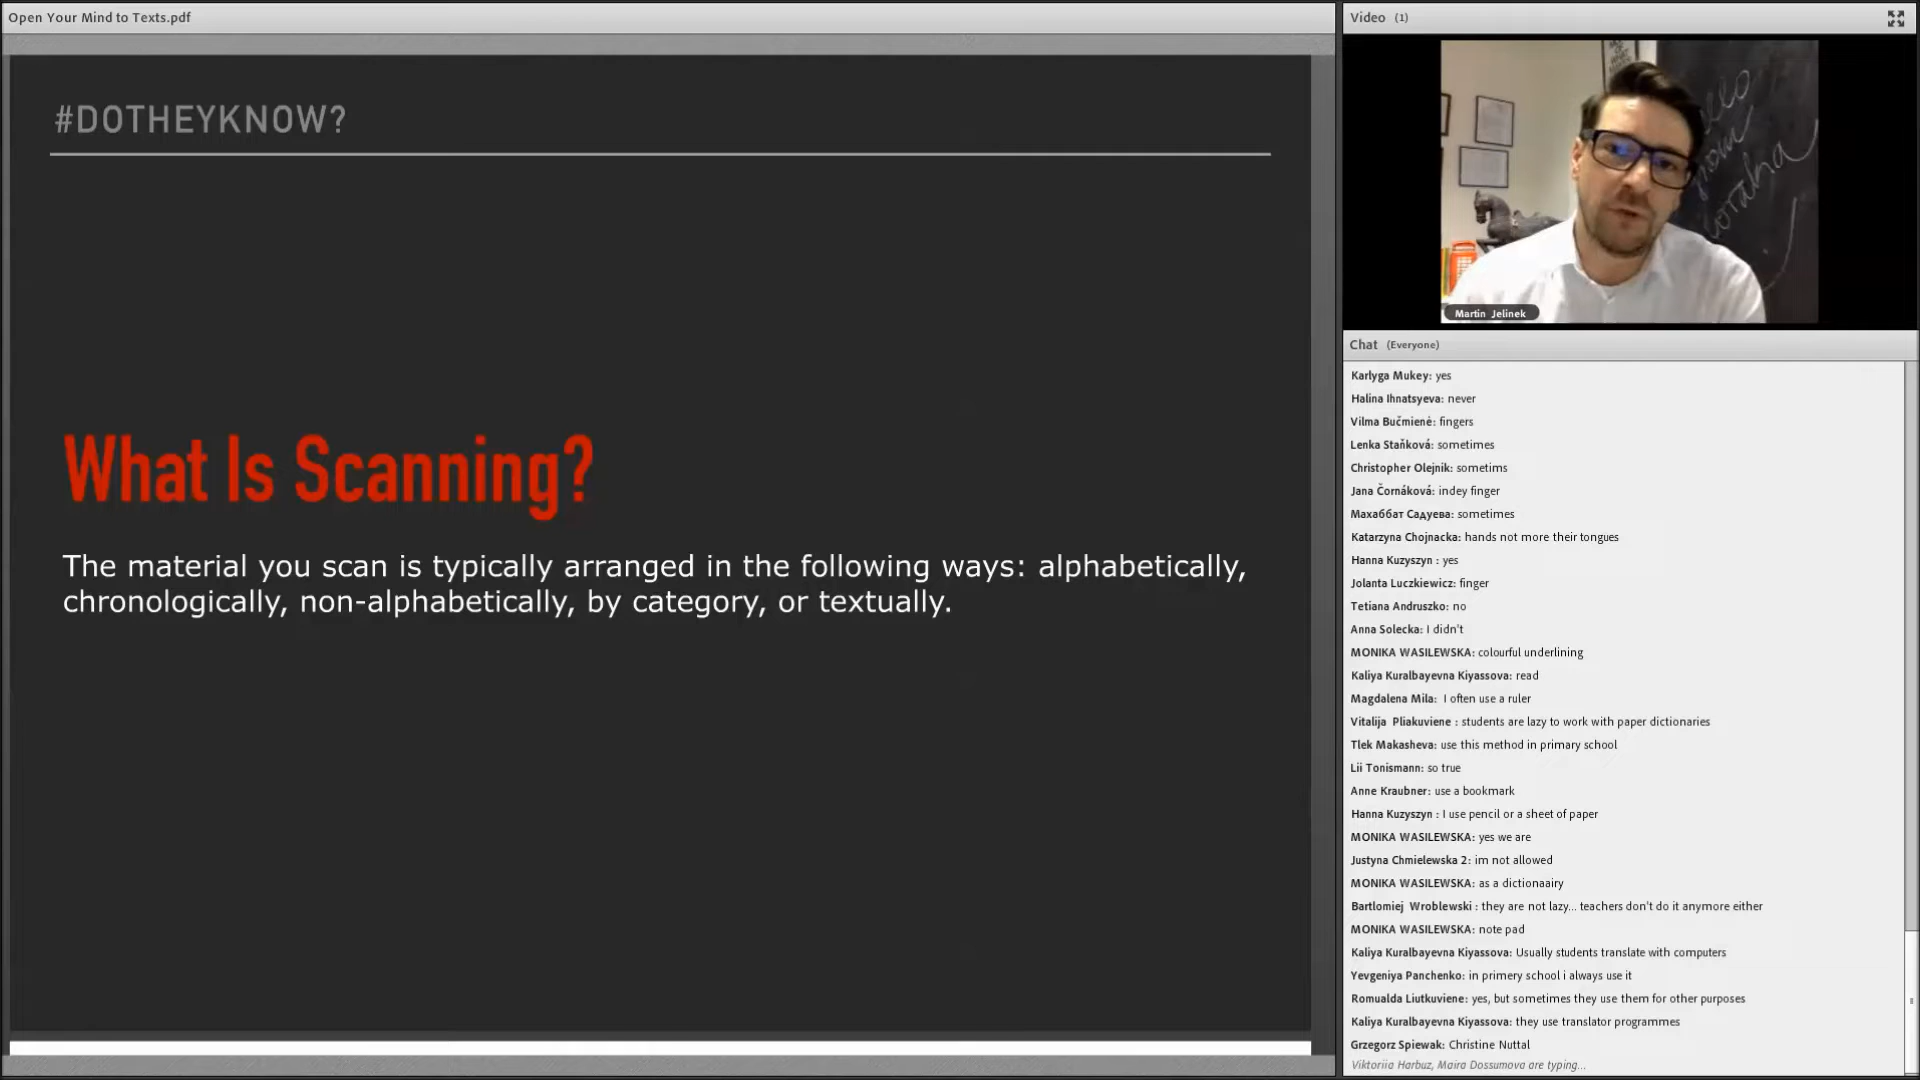 Open Your Mind to Texts.pdf
#DOTHEYKNOW?
What Is Scanning?
The material you scan is typically arranged in the following ways: alphabetically,
chronologically, non-alphabetically, by category, or textually.
Video (1)
Hello
from
Martin Jelinek
Chat (Everyone)
Karlyga Mukey: yes
Halina Ihnatsyeva: never
Vilma Bučmienė: fingers
Lenka Staňková: sometimes
Christopher Olejnik: sometims
Jana Čornáková: indey finger
Махаббат Садуева: sometimes
Katarzyna Chojnacka: hands not more their tongues
Hanna Kuzyszyn : yes
Jolanta Luczkiewicz: finger
Tetiana Andruszko: no
Anna Solecka: I didn't
MONIKA WASILEWSKA: colourful underlining
Kaliya Kuralbayevna Kiyassova: read
Magdalena Mila: I often use a ruler
Vitalija Pliakuviene : students are lazy to work with paper dictionaries
Tlek Makasheva: use this method in primary school
Lii Tonismann: so true
Anne Kraubner: use a bookmark
Hanna Kuzyszyn : I use pencil or a sheet of paper
MONIKA WASILEWSKA: yes we are
Justyna Chmielewska 2: im not allowed
MONIKA WASILEWSKA: as a dictionaairy
Bartlomiej Wroblewski : they are not lazy... teachers don't do it anymore either
MONIKA WASILEWSKA: note pad
Kaliya Kuralbayevna Kiyassova: Usually students translate with computers
Yevgeniya Panchenko: in primery school i always use it
Romualda Liutkuviene: yes, but sometimes they use them for other purposes
Kaliya Kuralbayevna Kiyassova: they use translator programmes
Grzegorz Spiewak: Christine Nuttal
Viktoriia Harbuz, Maira Dossumova are typing...